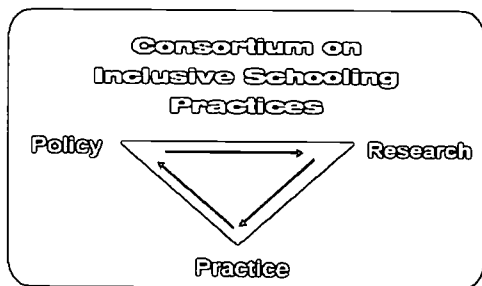 Consortium on
Inclusive Schooling
Practices
Policy
Research
Practice